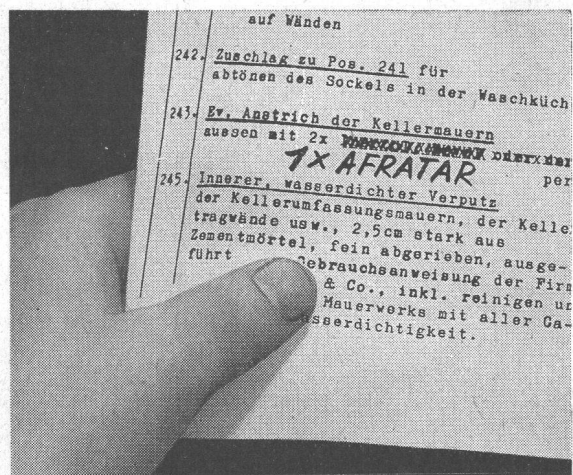 auf Wänden
242. Zuschlag zu Pos. 241 für
abtönen des Sockels in der Waschküch
243. Ev. Anstrich der Kellermauern
aussen mit 2x
1X AFRATAR
per
245. Innerer, wasserdichter Verputz
der Kellerumfassungsmauern, der Kelle
tragwände usw., 2,5cm stark aus
Zementmörtel, fein abgerieben, ausge-
führt Gebrauchsanweisung der Firm
& Co., inkl. reinigen un
Mauerwerks mit aller Ga-
sserdichtigkeit.